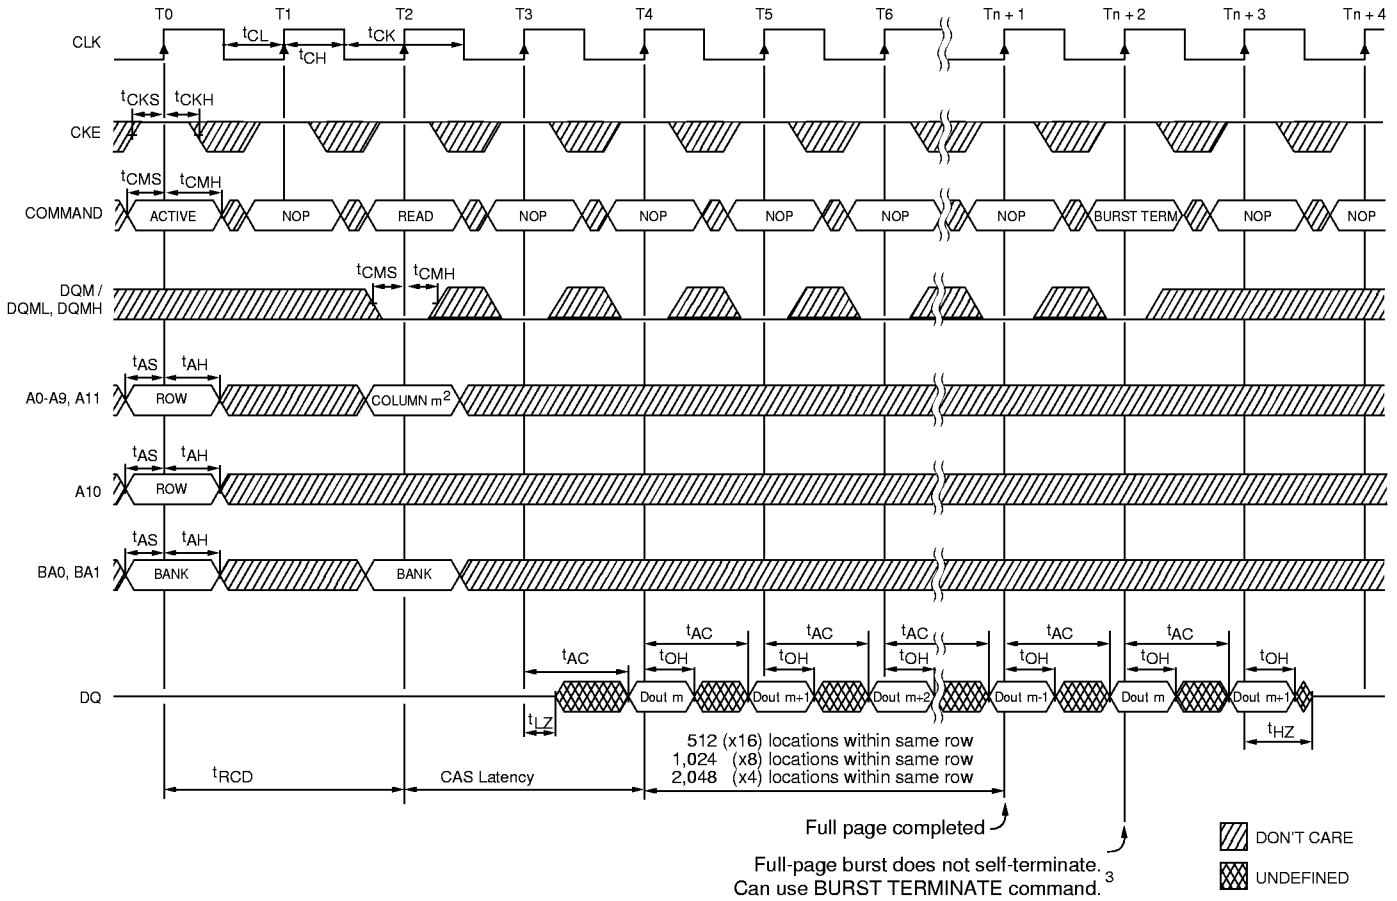 T0 T1 T2 T3 T4 T5 T6 Tn + 1 Tn + 2 Tn + 3 Tn + 4
CLK tCL tCH tCK
tCKS tCKH
CKE
tCMS tCMH
COMMAND ACTIVE NOP READ NOP NOP NOP NOP NOP BURST TERM NOP NOP
tCMS tCMH
DQM /
DQML, DQMH
tAS tAH
A0-A9, A11 ROW COLUMN m2
tAS tAH
A10 ROW
tAS tAH
BA0, BA1 BANK BANK
tAC tAC tAC tAC tAC
tAC tOH tOH tOH tOH tOH tOH
DQ Dout m Dout m+1 Dout m+2 Dout m-1 Dout m Dout m+1
tLZ tHZ
512 (x16) locations within same row
1,024 (x8) locations within same row
2,048 (x4) locations within same row
tRCD CAS Latency
Full page completed
Full-page burst does not self-terminate.
Can use BURST TERMINATE command. 3
DON'T CARE
UNDEFINED